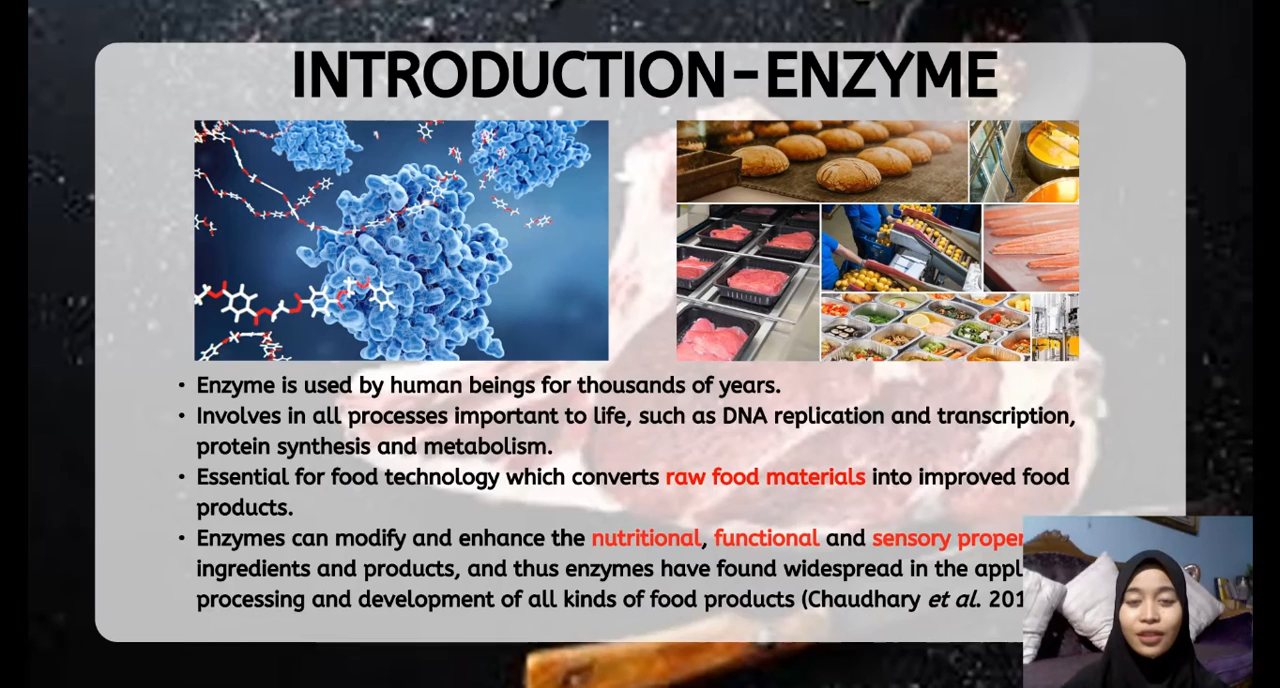 INTRODUCTION-ENZYME
• Enzyme is used by human beings for thousands of years.
• Involves in all processes important to life, such as DNA replication and transcription,
protein synthesis and metabolism.
• Essential for food technology which converts raw food materials into improved food
products.
• Enzymes can modify and enhance the nutritional, functional and sensory
ingredients and products, and thus enzymes have found widespread in the
processing and development of all kinds of food products (Chaudhary et al.